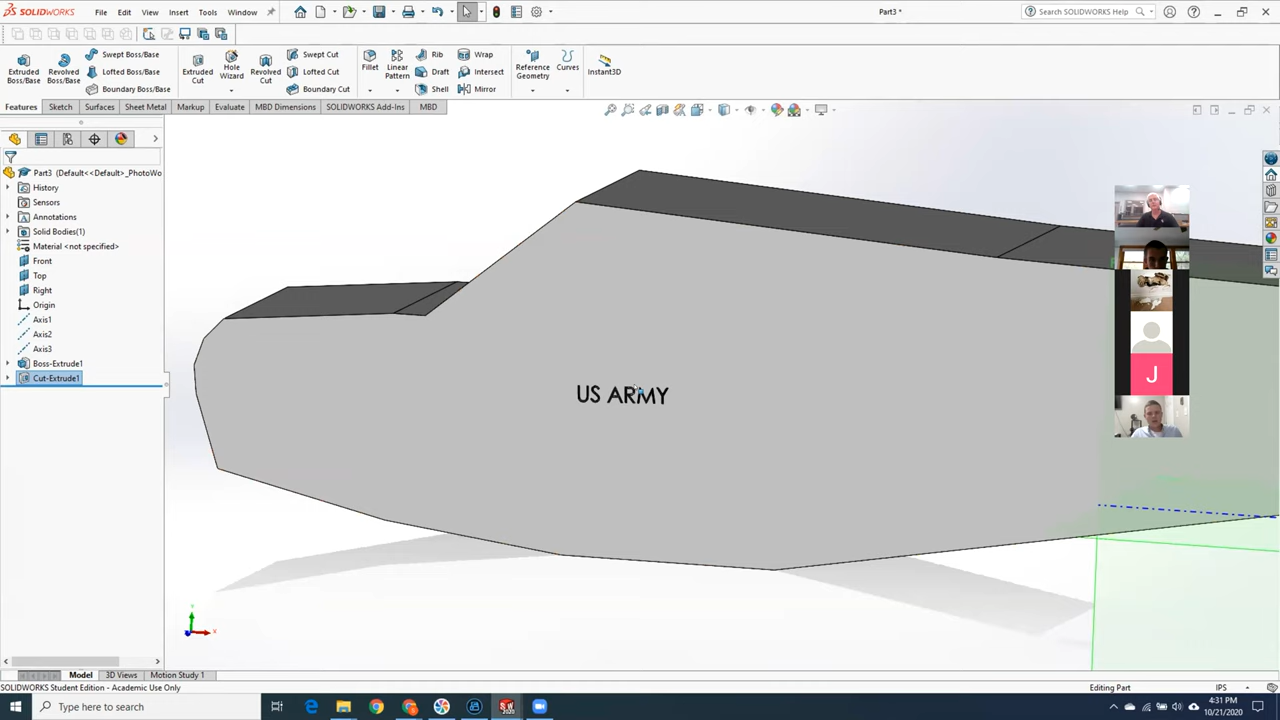 SOLIDWORKS File Edit View Insert Tools Window Part3 * Search SOLIDWORKS Help
Extruded Boss/Base
Revolved Boss/Base
Swept Boss/Base
Lofted Boss/Base
Boundary Boss/Base
Extruded Cut
Hole Wizard
Revolved Cut
Swept Cut
Lofted Cut
Boundary Cut
Fillet
Linear Pattern
Rib
Draft
Shell
Wrap
Intersect
Mirror
Reference Geometry
Curves
Instant3D
Features Sketch Surfaces Sheet Metal Markup Evaluate MBD Dimensions SOLIDWORKS Add-Ins MBD
Part3 (Default<<Default>_PhotoWo
History
Sensors
Annotations
Solid Bodies(1)
Material <not specified>
Front
Top
Right
Origin
Axis1
Axis2
Axis3
Boss-Extrude1
Cut-Extrude1
US ARMY
J
Model 3D Views Motion Study 1
SOLIDWORKS Student Edition - Academic Use Only Editing Part IPS
Type here to search
4:31 PM
10/21/2020